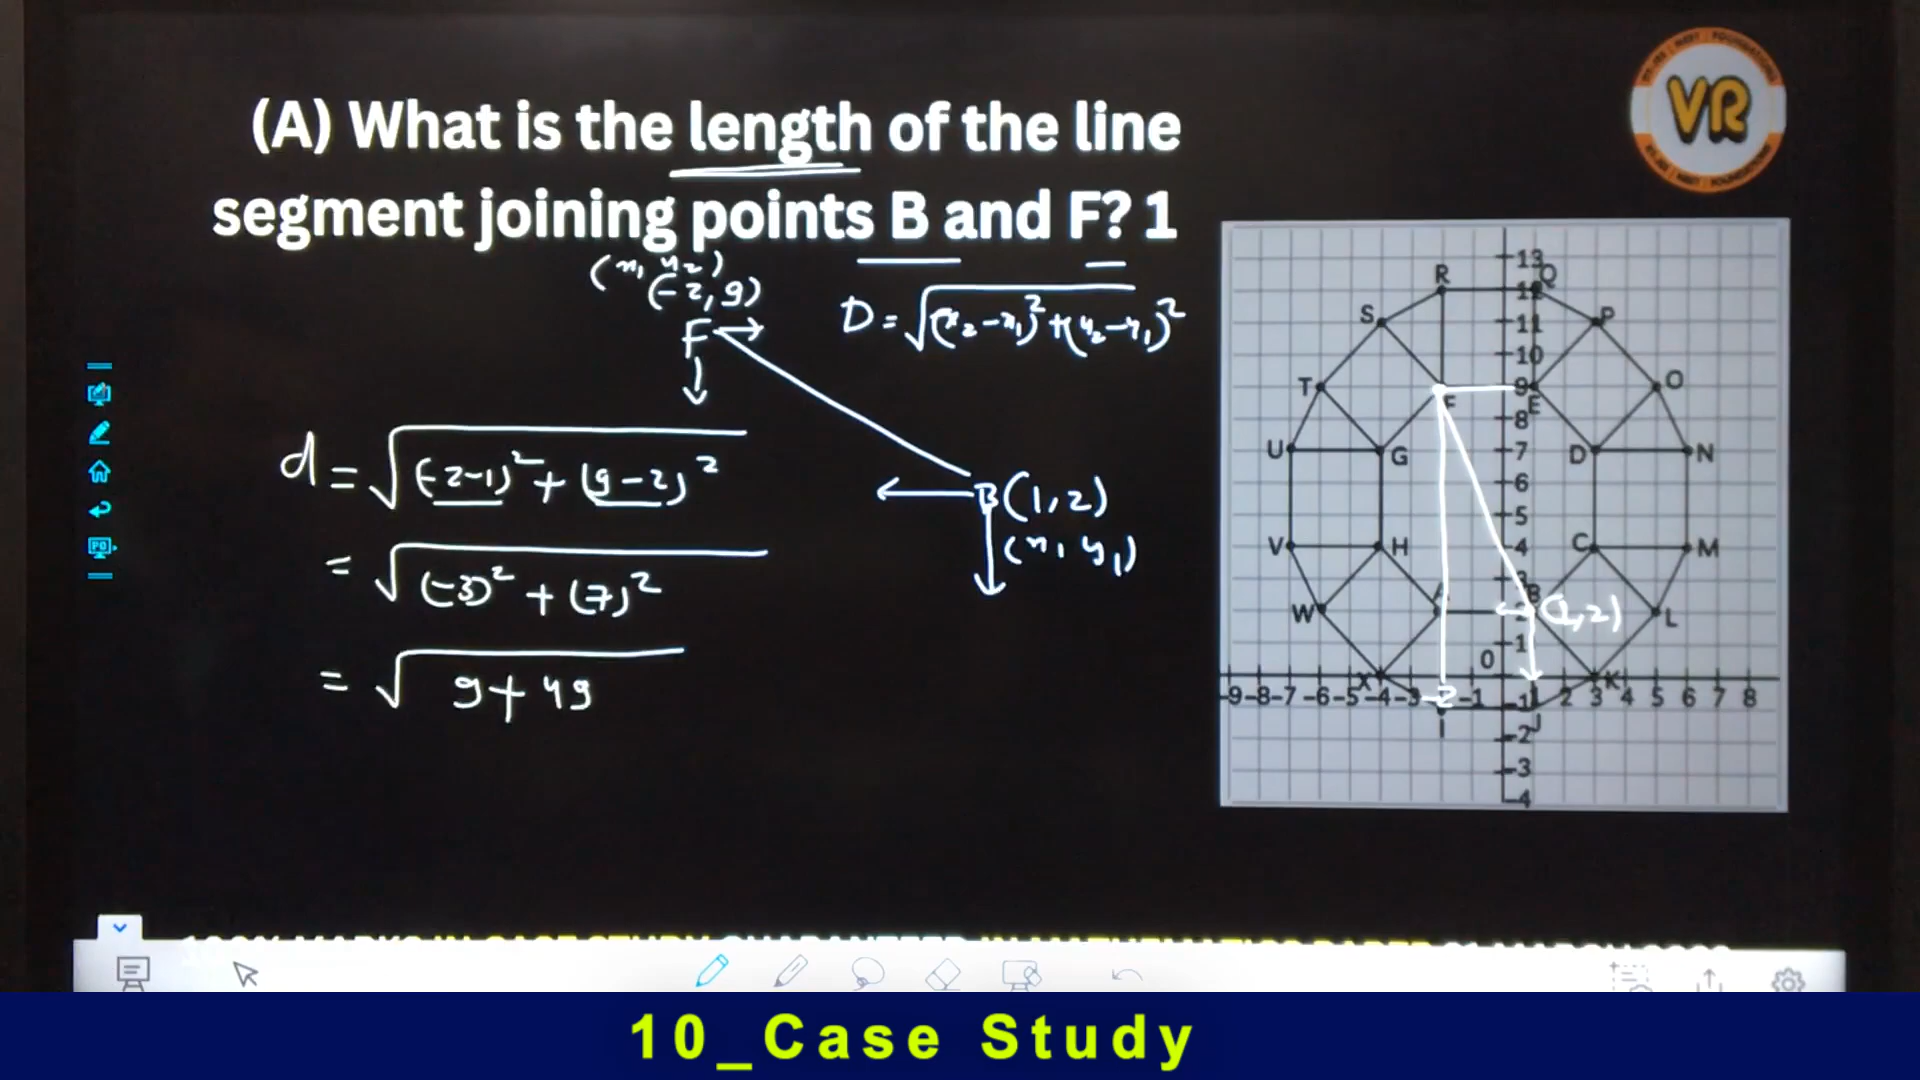 (A) What is the length of the line
segment joining points B and F? 1
VR
(x₁ y₂)
(-2, 9)
F
D = √(x₂-x₁)²+(y₂-y₁)²
d = √(-2-1)² + (9-2)²
= √(-3)² + (7)²
= √9+49
B(1,2)
(x₁ y₁)
13
R
Q
12
S
11
P
10
T
9
O
F
E
8
U
G
7
D
N
6
5
V
H
4
C
M
3
A
B
W
2
(1,2)
L
1
0
X
K
-9 -8 -7 -6 -5 -4 -3 -2 -1 1 2 3 4 5 6 7 8
-1
I
J
-2
-3
-4
10_Case Study